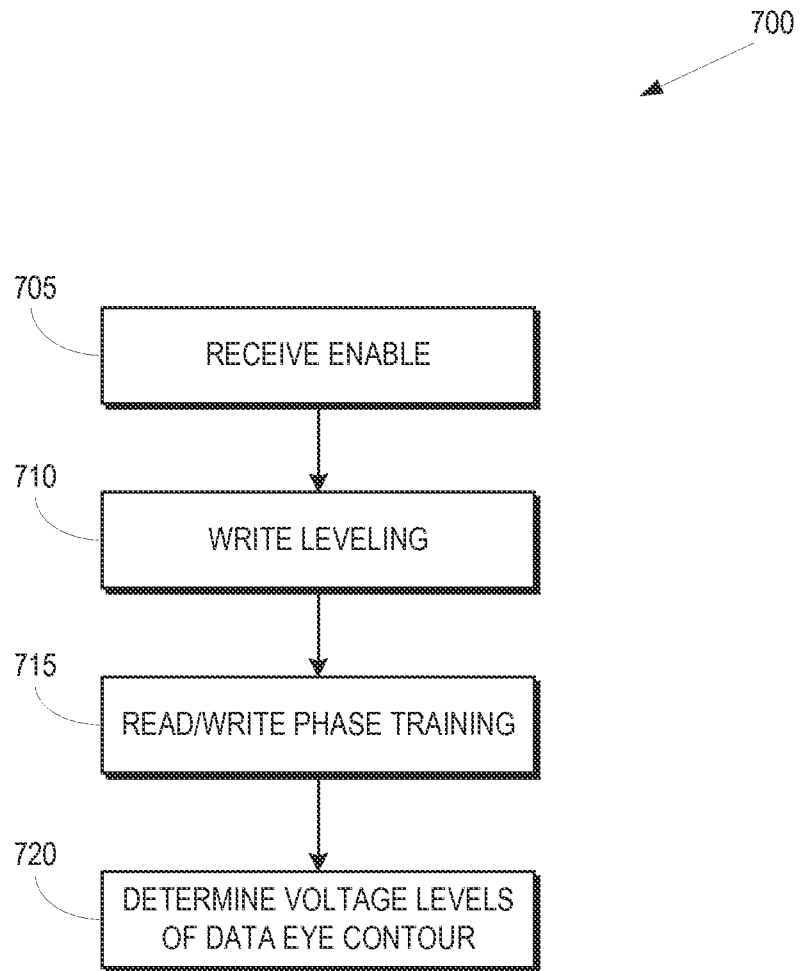 700
705
RECEIVE ENABLE
710
WRITE LEVELING
715
READ/WRITE PHASE TRAINING
720
DETERMINE VOLTAGE LEVELS
OF DATA EYE CONTOUR